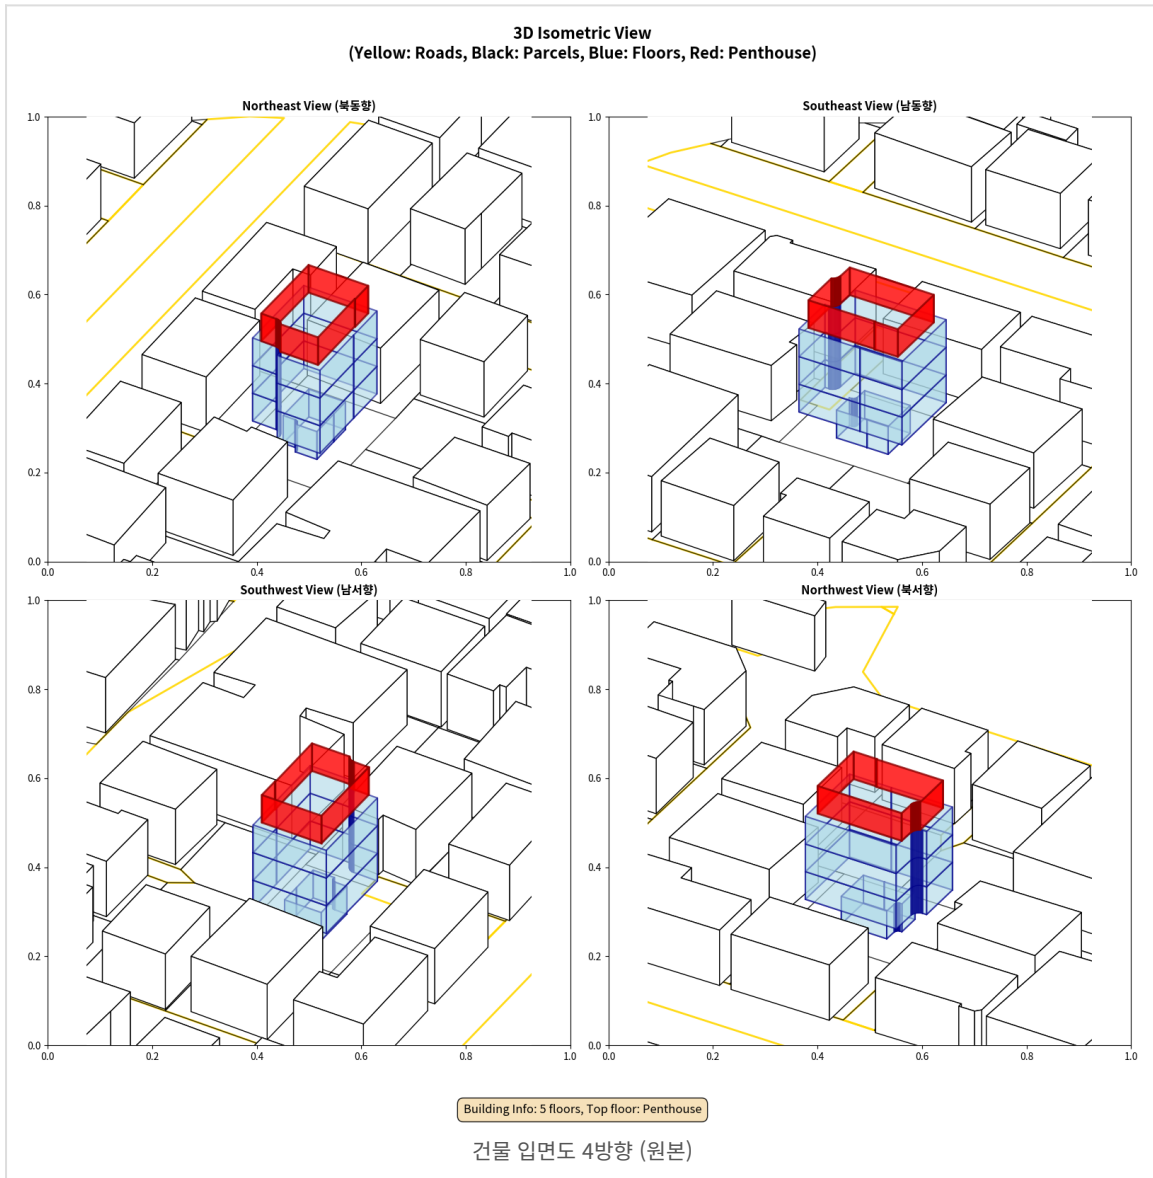 3D Isometric View
(Yellow: Roads, Black: Parcels, Blue: Floors, Red: Penthouse)
Northeast View (북동향)
1.0
0.8
0.6
0.4
0.2
0.0
0.0 0.2 0.4 0.6 0.8 1.0
Southeast View (남동향)
1.0
0.8
0.6
0.4
0.2
0.0
0.0 0.2 0.4 0.6 0.8 1.0
Southwest View (남서향)
1.0
0.8
0.6
0.4
0.2
0.0
0.0 0.2 0.4 0.6 0.8 1.0
Northwest View (북서향)
1.0
0.8
0.6
0.4
0.2
0.0
0.0 0.2 0.4 0.6 0.8 1.0
Building Info: 5 floors, Top floor: Penthouse
건물 입면도 4방향 (원본)